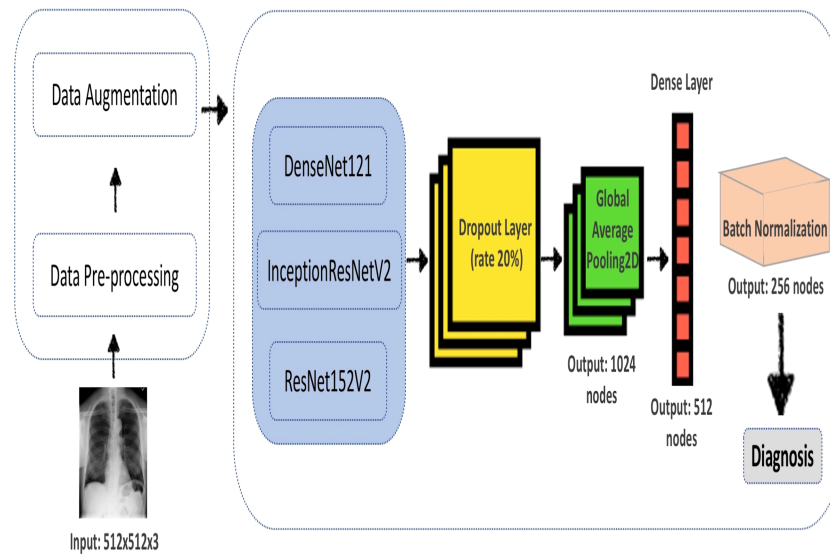 Data Augmentation
Data Pre-processing
Input: 512x512x3
DenseNet121
InceptionResNetV2
ResNet152V2
Dropout Layer
(rate 20%)
Global
Average
Pooling2D
Output: 1024
nodes
Dense Layer
Output: 512
nodes
Batch Normalization
Output: 256 nodes
Diagnosis